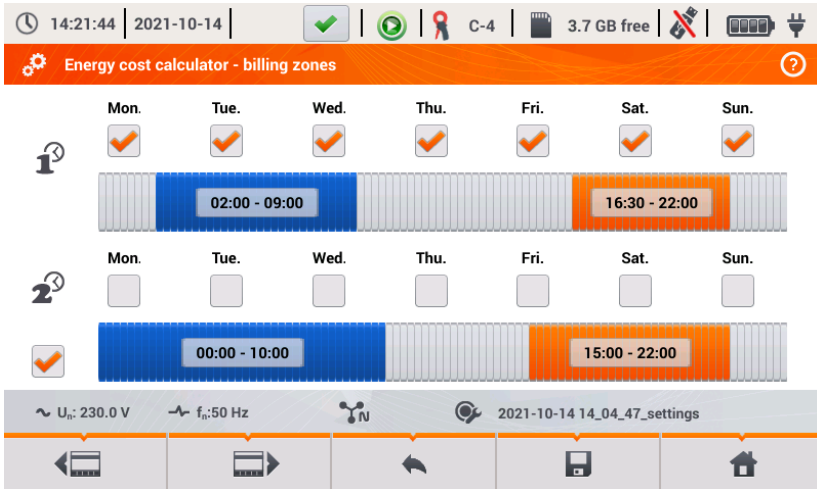 14:21:44 2021-10-14 C-4 3.7 GB free
Energy cost calculator - billing zones ?
Mon. Tue. Wed. Thu. Fri. Sat. Sun.
1
02:00 - 09:00 16:30 - 22:00
Mon. Tue. Wed. Thu. Fri. Sat. Sun.
2
00:00 - 10:00 15:00 - 22:00
Un: 230.0 V fn:50 Hz N 2021-10-14 14_04_47_settings